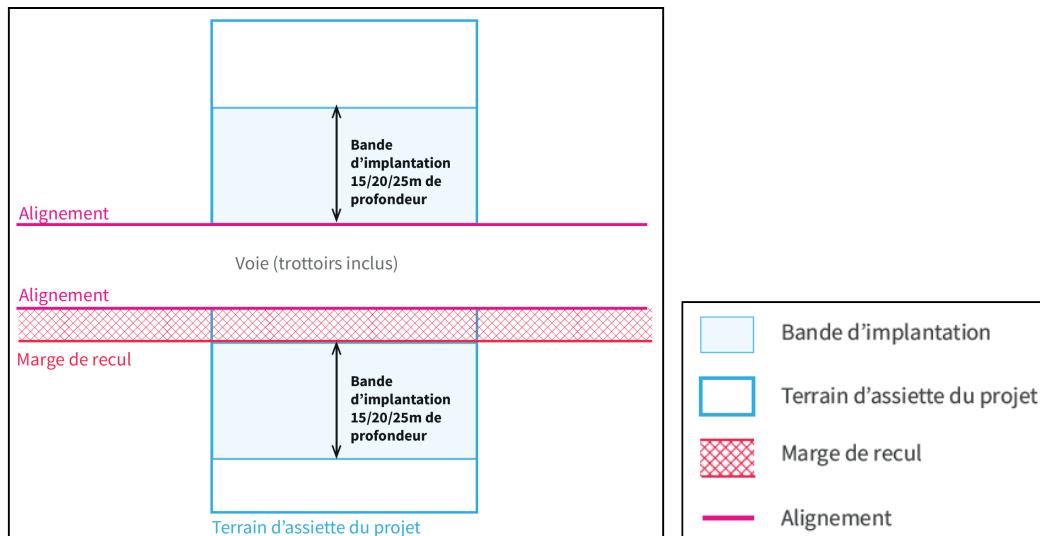 Bande
d’implantation
15/20/25m de
profondeur
Alignement
Voie (trottoirs inclus)
Alignement
Marge de recul
Bande
d’implantation
15/20/25m de
profondeur
Terrain d’assiette du projet
Bande d’implantation
Terrain d’assiette du projet
Marge de recul
Alignement